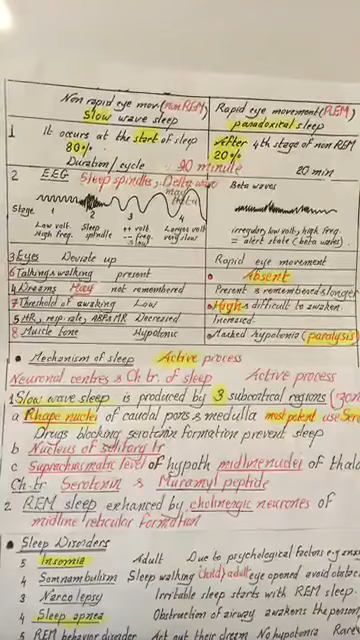 Non rapid eye mov.(non REM)
Slow wave sleep
Rapid eye movement (REM)
paradoxital sleep
1 It occurs at the start of sleep
80%
Duration/cycle : 90 minute
After 4th stage of non REM
20%
20 min
2 EEG Sleep spindles, Delta wave
Beta waves
Stage 1 2 3 4
Low volt. High freq.
Sleep spindle
++ volt.
Large volt very slow
irregular, low volt, high freq.
= alert state (beta waves).
3 Eyes Deviate up Rapid eye movement
6 Talking & walking present Absent
4 Dreams May not remembered Present & remembered & longer
7 Threshold of awaking Low High & difficult to awaken
5 HR, resp. rate, ABP & MR Decreased Increased
8 Muscle tone Hypotonic Marked hypotonia (paralysis)
Mechanism of sleep Active process
Neuronal centres & Ch. tr. of sleep Active process
1 Slow wave sleep is produced by 3 subcortical regions
a Rhape nuclei of caudal pons & medulla most potent use
Drugs blocking serotonin formation prevent sleep
b Nucleus of solitary tr
c Suprachasmatic level of hypoth midline nuclei of
Ch. tr Serotonin & Muramyl peptide
2 REM sleep enhanced by cholinergic neurones of
midline reticular formation
Sleep Disorders
5 Insomia Adult Due to psychological factors e.g
4 Somnambulism Sleep walking (child) adult eye opened avoid
3 Narcolepsy Irritable sleep starts with REM sleep.
4 Sleep apnea Obstruction of airway awakens the
5 REM behavior disorder Act out their dream No hypotonia